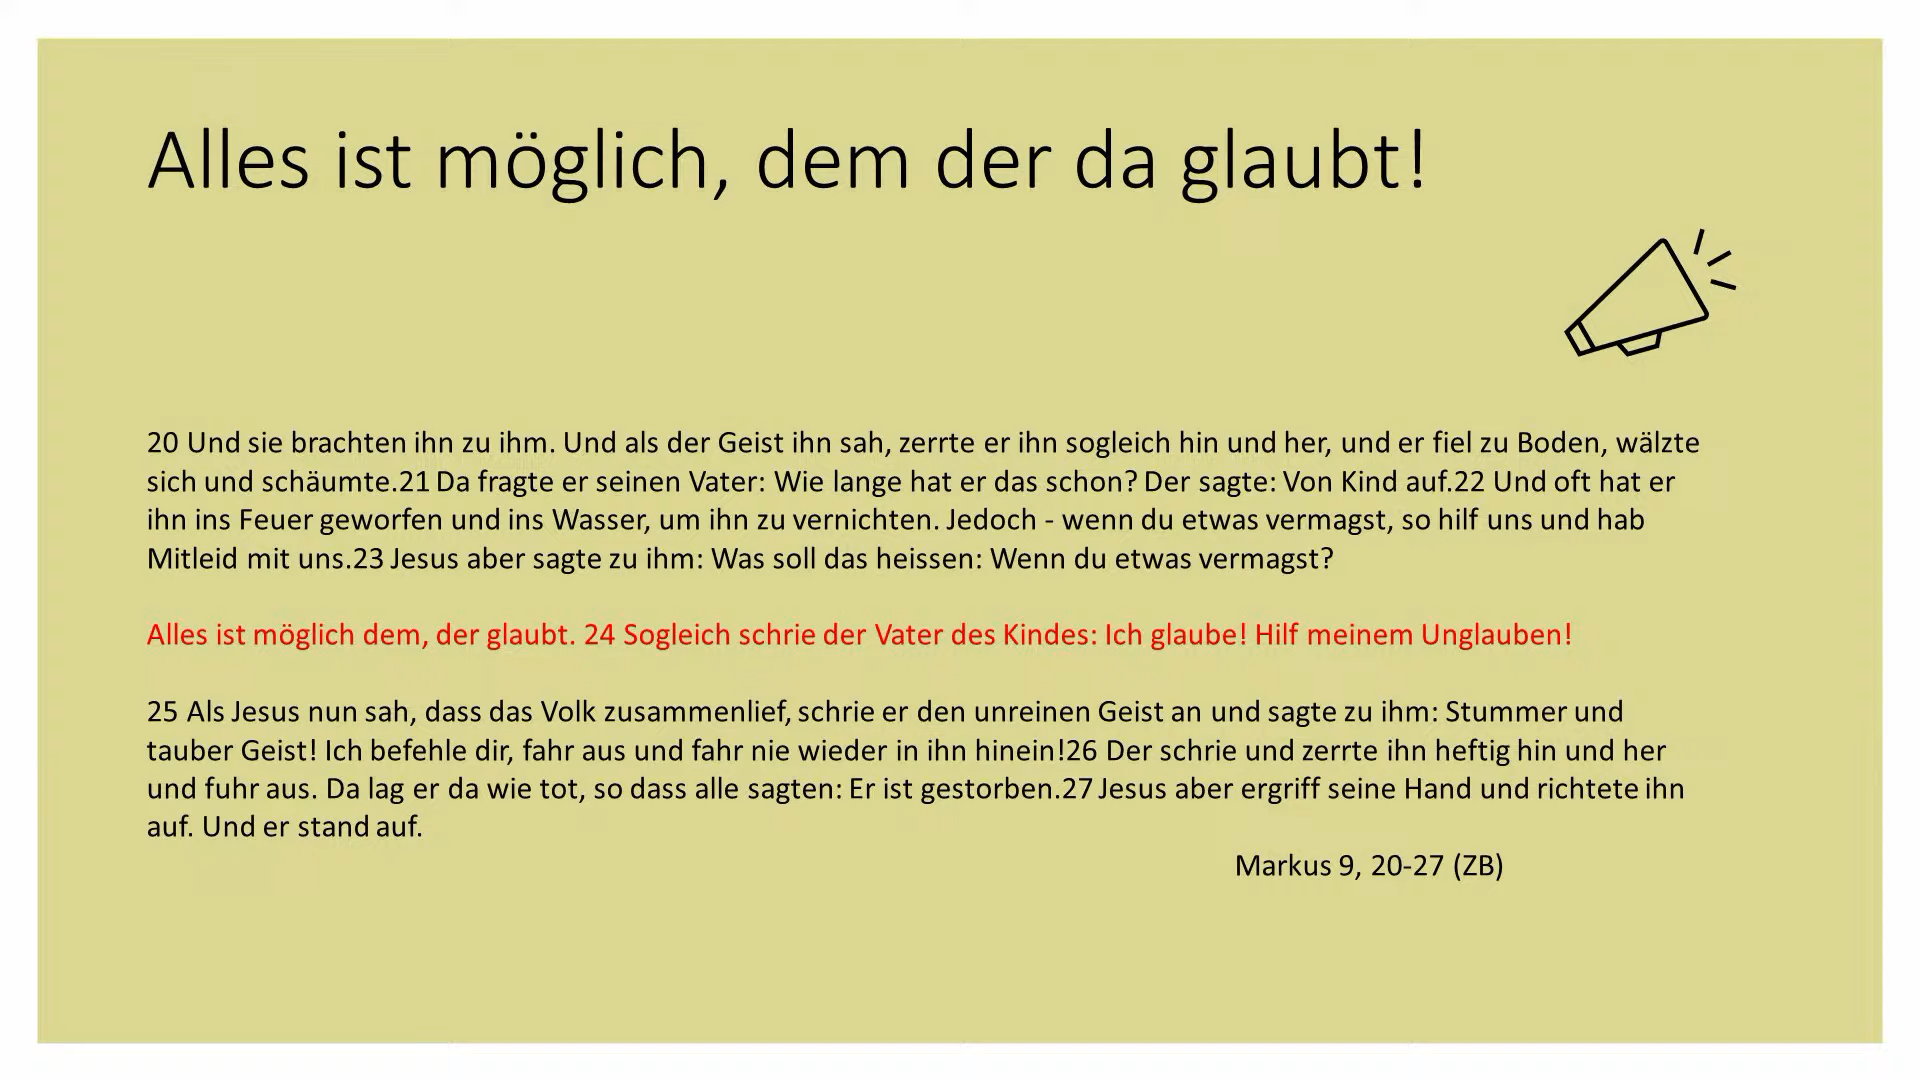 Alles ist möglich, dem der da glaubt!
20 Und sie brachten ihn zu ihm. Und als der Geist ihn sah, zerrte er ihn sogleich hin und her, und er fiel zu Boden, wälzte
sich und schäumte.21 Da fragte er seinen Vater: Wie lange hat er das schon? Der sagte: Von Kind auf.22 Und oft hat er
ihn ins Feuer geworfen und ins Wasser, um ihn zu vernichten. Jedoch - wenn du etwas vermagst, so hilf uns und hab
Mitleid mit uns.23 Jesus aber sagte zu ihm: Was soll das heissen: Wenn du etwas vermagst?
Alles ist möglich dem, der glaubt. 24 Sogleich schrie der Vater des Kindes: Ich glaube! Hilf meinem Unglauben!
25 Als Jesus nun sah, dass das Volk zusammenlief, schrie er den unreinen Geist an und sagte zu ihm: Stummer und
tauber Geist! Ich befehle dir, fahr aus und fahr nie wieder in ihn hinein!26 Der schrie und zerrte ihn heftig hin und her
und fuhr aus. Da lag er da wie tot, so dass alle sagten: Er ist gestorben.27 Jesus aber ergriff seine Hand und richtete ihn
auf. Und er stand auf.
Markus 9, 20-27 (ZB)